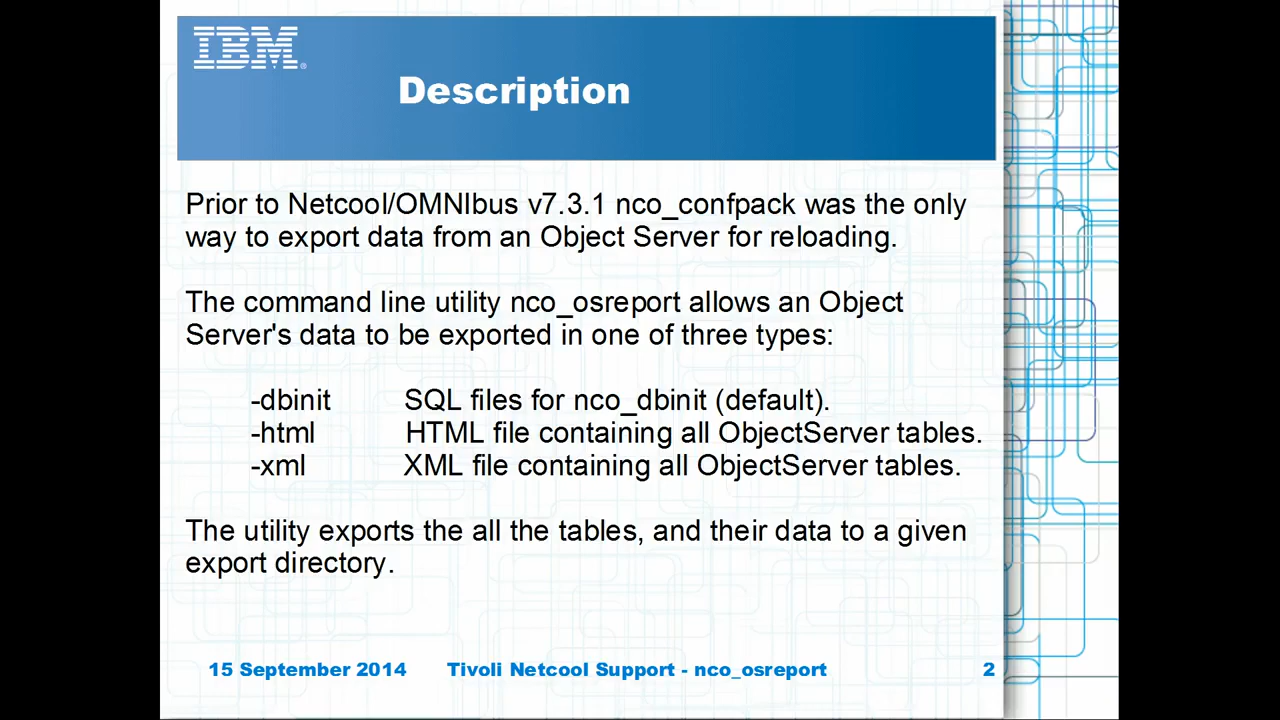 IBM®
Description
Prior to Netcool/OMNIbus v7.3.1 nco_confpack was the only
way to export data from an Object Server for reloading.
The command line utility nco_osreport allows an Object
Server's data to be exported in one of three types:
-dbinit SQL files for nco_dbinit (default).
-html HTML file containing all ObjectServer tables.
-xml XML file containing all ObjectServer tables.
The utility exports the all the tables, and their data to a given
export directory.
15 September 2014 Tivoli Netcool Support - nco_osreport 2